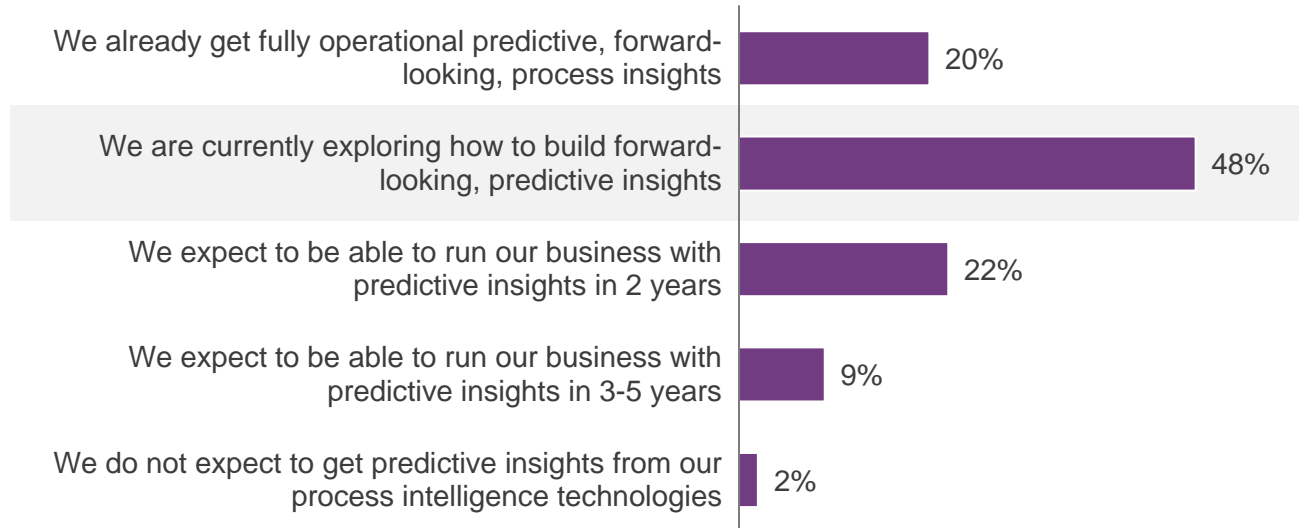 We already get fully operational predictive, forward-
looking, process insights
20%
We are currently exploring how to build forward-
looking, predictive insights
48%
We expect to be able to run our business with
predictive insights in 2 years
22%
We expect to be able to run our business with
predictive insights in 3-5 years
9%
We do not expect to get predictive insights from our
process intelligence technologies
2%